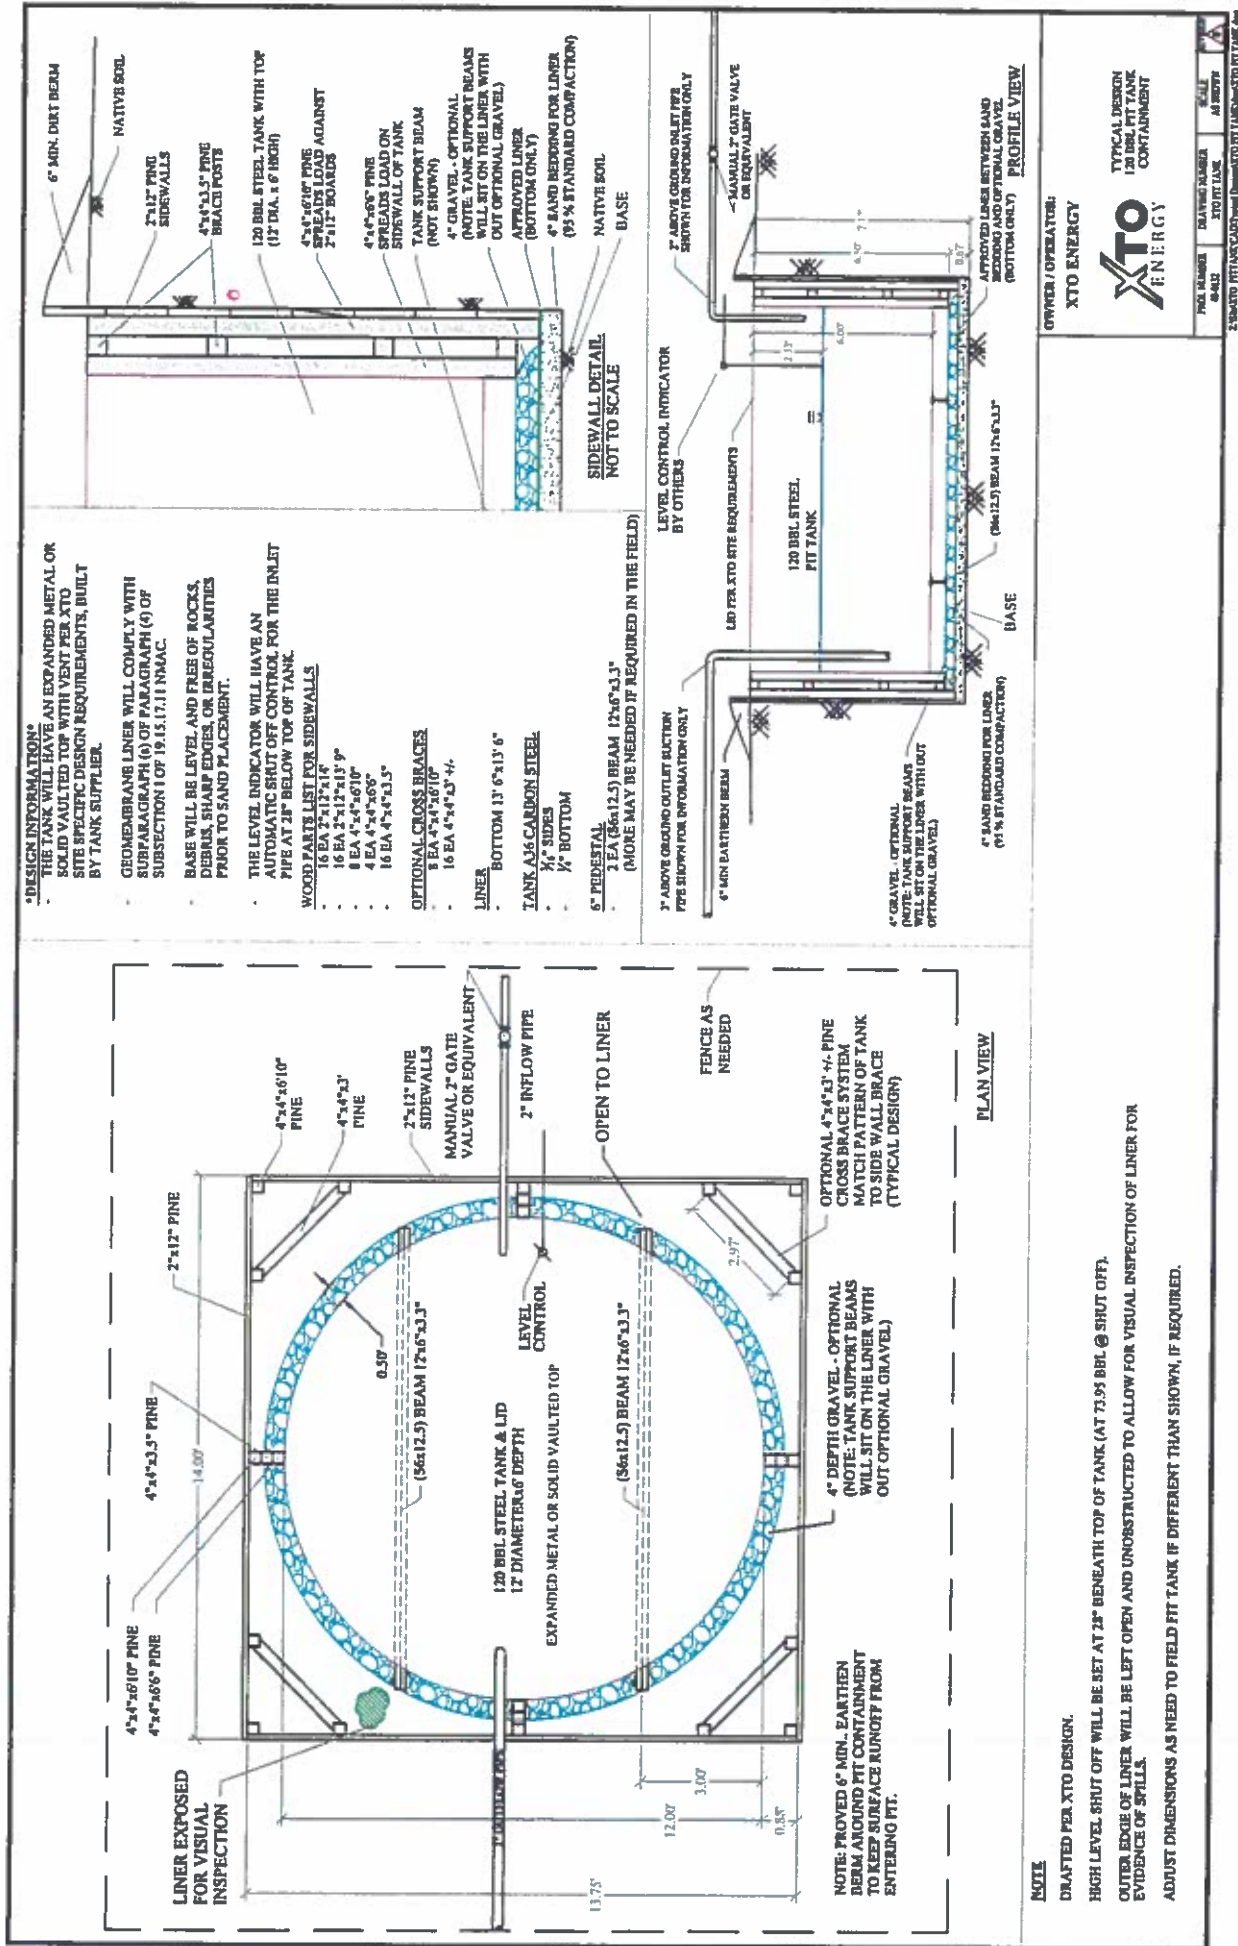 *DESIGN INFORMATION*
- THE TANK WILL HAVE AN EXPANDED METAL OR
SOLID VAULTED TOP WITH VENT PER XTO
SITE SPECIFIC DESIGN REQUIREMENTS, BUILT
BY TANK SUPPLIER.
- GEOMEMBRANE LINER WILL COMPLY WITH
SUBPARAGRAPH (a) OF PARAGRAPH (4) OF
SUBSECTION I OF 19.15.17.11 NMAC.
- BASE WILL BE LEVEL AND FREE OF ROCKS,
DEBRIS, SHARP EDGES, OR IRREGULARITIES
PRIOR TO SAND PLACEMENT.
- THE LEVEL INDICATOR WILL HAVE AN
AUTOMATIC SHUT OFF CONTROL FOR THE INLET
PIPE AT 28" BELOW TOP OF TANK.
WOOD PARTS LIST FOR SIDEWALLS
- 16 EA 2"x12"x14'
- 16 EA 2"x12"x13' 9"
- 8 EA 4"x4"x6'10"
- 4 EA 4"x4"x6'6"
- 16 EA 4"x4"x3.5"
OPTIONAL CROSS BRACES
- 8 EA 4"x4"x6'10"
- 16 EA 4"x4"x3' +/-
LINER
- BOTTOM 13' 6"x13' 6"
TANK A36 CARBON STEEL
- 3/16" SIDES
- 1/4" BOTTOM
6" PEDESTAL
- 2 EA (S6x12.5) BEAM 12'x6"x3.3"
(MORE MAY BE NEEDED IF REQUIRED IN THE FIELD)
6" MIN. DIRT BERM
NATIVE SOIL
2"x12" PINE
SIDEWALLS
4"x4"x3.5" PINE
BRACE POSTS
120 BBL STEEL TANK WITH TOP
(12' DIA. x 6' HIGH)
4"x4"x6'10" PINE
SPREADS LOAD AGAINST
2"x12" BOARDS
4"x4"x6'6" PINE
SPREADS LOAD ON
SIDEWALL OF TANK
TANK SUPPORT BEAM
(NOT SHOWN)
4" GRAVEL - OPTIONAL
(NOTE: TANK SUPPORT BEAMS
WILL SIT ON THE LINER WITH
OUT OPTIONAL GRAVEL)
APPROVED LINER
(BOTTOM ONLY)
4" SAND BEDDING FOR LINER
(95 % STANDARD COMPACTION)
NATIVE SOIL
BASE
SIDEWALL DETAIL
NOT TO SCALE
LINER EXPOSED
FOR VISUAL
INSPECTION
4"x4"x6'10" PINE
4"x4"x6'6" PINE
4"x4"x3.5" PINE
2"x12" PINE
4"x4"x6'10"
PINE
4"x4"x3'
PINE
2"x12" PINE
SIDEWALLS
MANUAL 2" GATE
VALVE OR EQUIVALENT
2" INFLOW PIPE
OPEN TO LINER
FENCE AS
NEEDED
14.00'
0.50'
(S6x12.5) BEAM 12'x6"x3.3"
120 BBL STEEL TANK & LID
12' DIAMETERx6' DEPTH
EXPANDED METAL OR SOLID VAULTED TOP
LEVEL
CONTROL
(S6x12.5) BEAM 12'x6"x3.3"
2.97'
3.00'
12.00'
0.88'
13.75'
OPTIONAL 4"x4"x3' +/- PINE
CROSS BRACE SYSTEM
MATCH PATTERN OF TANK
TO SIDE WALL BRACE
(TYPICAL DESIGN)
4" DEPTH GRAVEL - OPTIONAL
(NOTE: TANK SUPPORT BEAMS
WILL SIT ON THE LINER WITH
OUT OPTIONAL GRAVEL)
NOTE: PROVED 6" MIN.. EARTHEN
BERM AROUND PIT CONTAINMENT
TO KEEP SURFACE RUNOFF FROM
ENTERING PIT.
PLAN VIEW
3" ABOVE GROUND OUTLET SUCTION
PIPE SHOWN FOR INFORMATION ONLY
6" MIN EARTHERN BERM
LEVEL CONTROL INDICATOR
BY OTHERS
LID PER XTO SITE REQUIREMENTS
120 BBL STEEL
PIT TANK
2" ABOVE GROUND INLET PIPE
SHOWN FOR INFORMATION ONLY
MANUAL 2" GATE VALVE
OR EQUIVALENT
6.00'
0.67'
4" GRAVEL - OPTIONAL
(NOTE: TANK SUPPORT BEAMS
WILL SIT ON THE LINER WITH OUT
OPTIONAL GRAVEL)
4" SAND BEDDING FOR LINER
(95 % STANDARD COMPACTION)
BASE
(S6x12.5) BEAM 12'x6"x3.3"
APPROVED LINER BETWEEN SAND
BEDDING AND OPTIONAL GRAVEL
(BOTTOM ONLY)
PROFILE VIEW
NOTE
DRAFTED PER XTO DESIGN.
HIGH LEVEL SHUT OFF WILL BE SET AT 28" BENEATH TOP OF TANK (AT 73.95 BBL @ SHUT OFF).
OUTER EDGE OF LINER WILL BE LEFT OPEN AND UNOBSTRUCTED TO ALLOW FOR VISUAL INSPECTION OF LINER FOR
EVIDENCE OF SPILLS.
ADJUST DIMENSIONS AS NEED TO FIELD FIT TANK IF DIFFERENT THAN SHOWN, IF REQUIRED.
OWNER / OPERATOR:
XTO ENERGY
XTO
ENERGY
TYPICAL DESIGN
120 BBL PIT TANK
CONTAINMENT
DRAWING NUMBER
XTO PIT TANK
SCALE
AS SHOWN